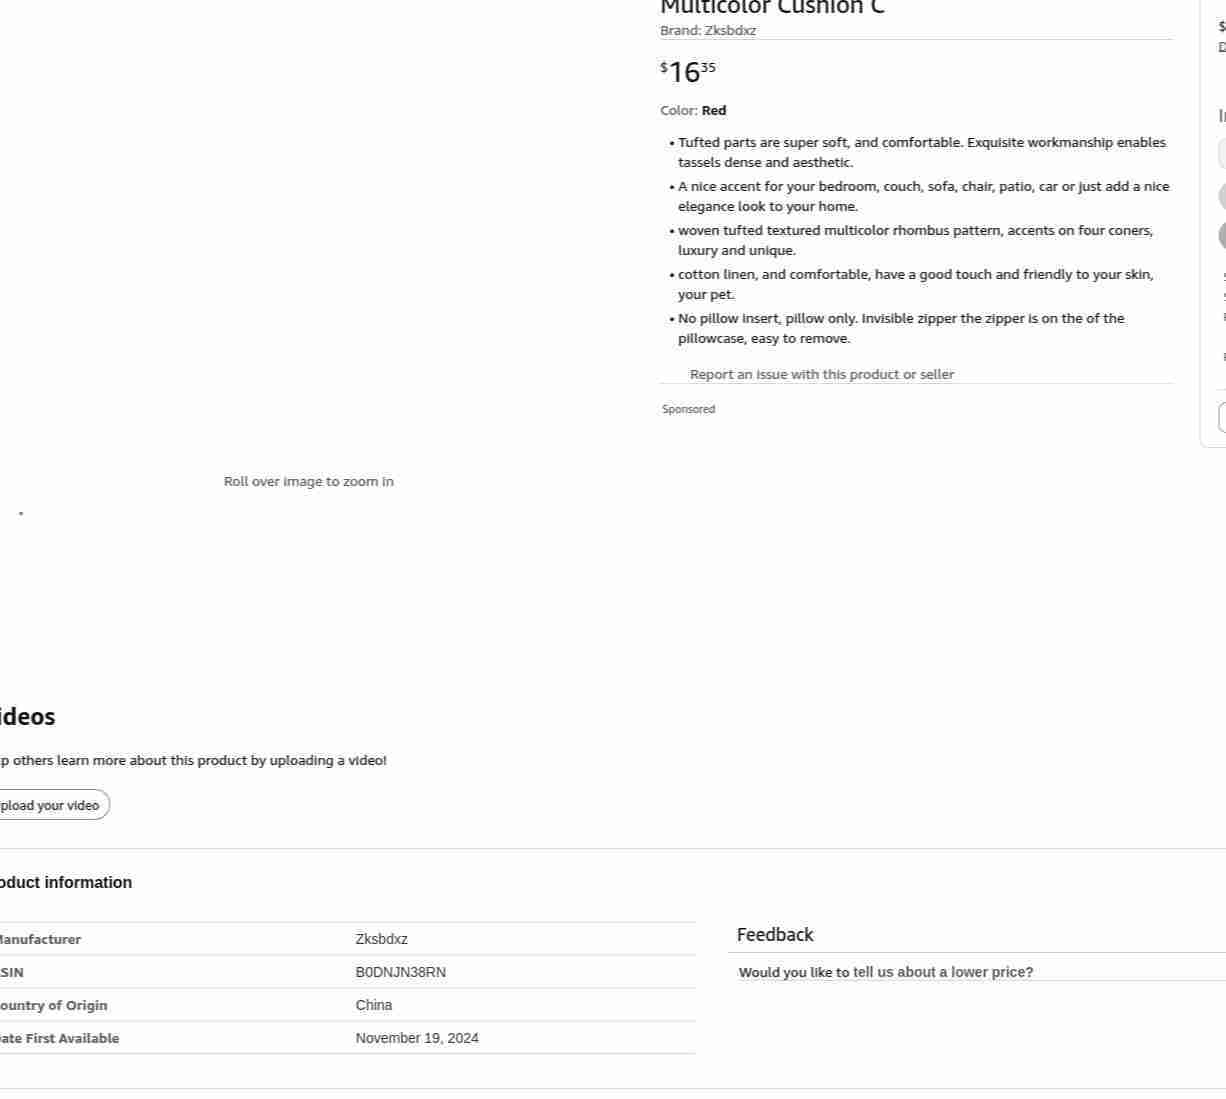 Multicolor Cushion C
Brand: Zksbdxz
$16 35
Color: Red
• Tufted parts are super soft, and comfortable. Exquisite workmanship enables
tassels dense and aesthetic.
• A nice accent for your bedroom, couch, sofa, chair, patio, car or just add a nice
elegance look to your home.
• woven tufted textured multicolor rhombus pattern, accents on four coners,
luxury and unique.
• cotton linen, and comfortable, have a good touch and friendly to your skin,
your pet.
• No pillow insert, pillow only. Invisible zipper the zipper is on the of the
pillowcase, easy to remove.
Report an issue with this product or seller
Sponsored
Roll over image to zoom in
ideos
p others learn more about this product by uploading a video!
pload your video
oduct information
Manufacturer Zksbdxz
SIN B0DNJN38RN
ountry of Origin China
ate First Available November 19, 2024
Feedback
Would you like to tell us about a lower price?